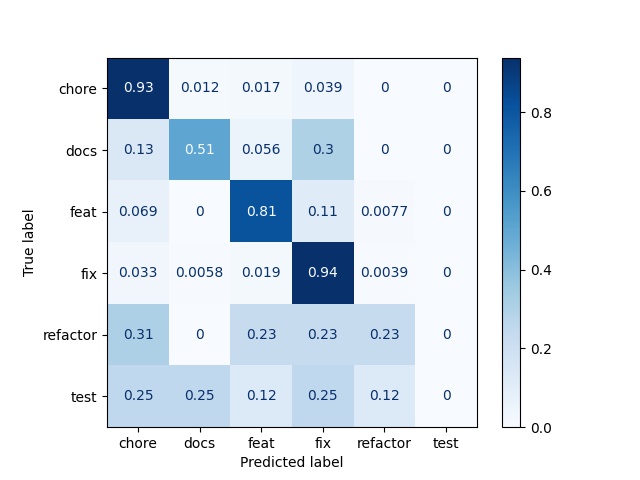 chore 0.93 0.012 0.017 0.039 0 0
docs 0.13 0.51 0.056 0.3 0 0
feat 0.069 0 0.81 0.11 0.0077 0
fix 0.033 0.0058 0.019 0.94 0.0039 0
refactor 0.31 0 0.23 0.23 0.23 0
test 0.25 0.25 0.12 0.25 0.12 0
chore docs feat fix refactor test
Predicted label
True label
0.8
0.6
0.4
0.2
0.0